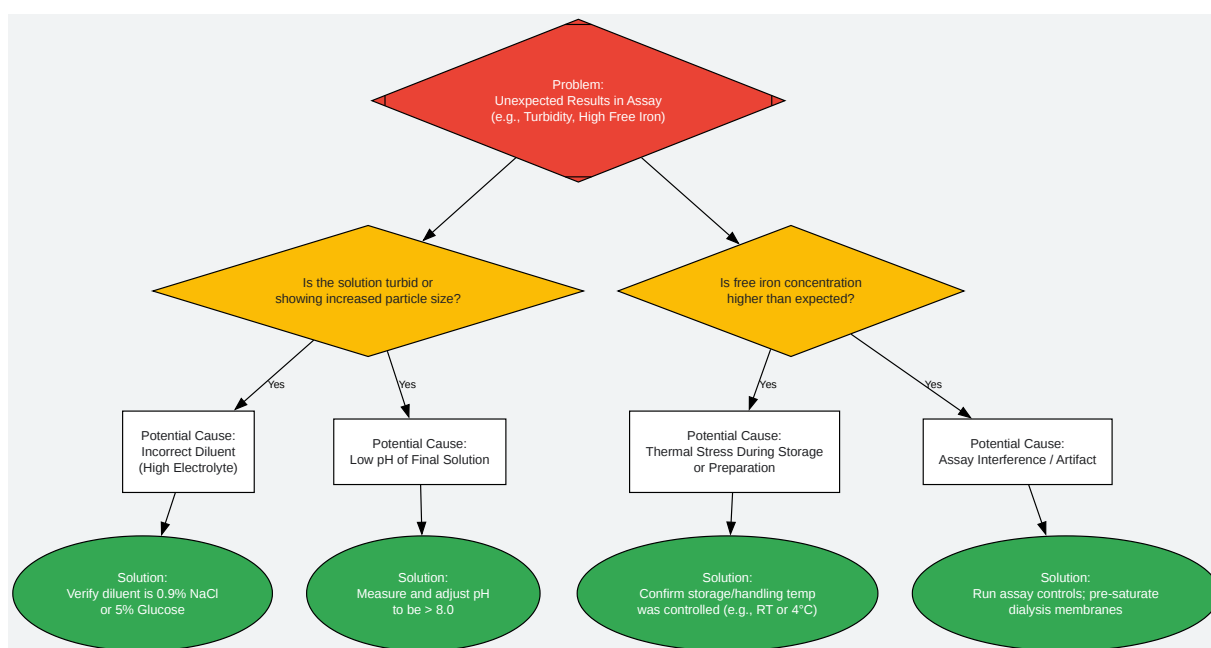 Problem:
Unexpected Results in Assay
(e.g., Turbidity, High Free Iron)
Is the solution turbid or
showing increased particle size?
Is free iron concentration
higher than expected?
Yes
Yes
Yes
Yes
Potential Cause:
Incorrect Diluent
(High Electrolyte)
Potential Cause:
Low pH of Final Solution
Potential Cause:
Thermal Stress During Storage
or Preparation
Potential Cause:
Assay Interference / Artifact
Solution:
Verify diluent is 0.9% NaCl
or 5% Glucose
Solution:
Measure and adjust pH
to be > 8.0
Solution:
Confirm storage/handling temp
was controlled (e.g., RT or 4°C)
Solution:
Run assay controls; pre-saturate
dialysis membranes